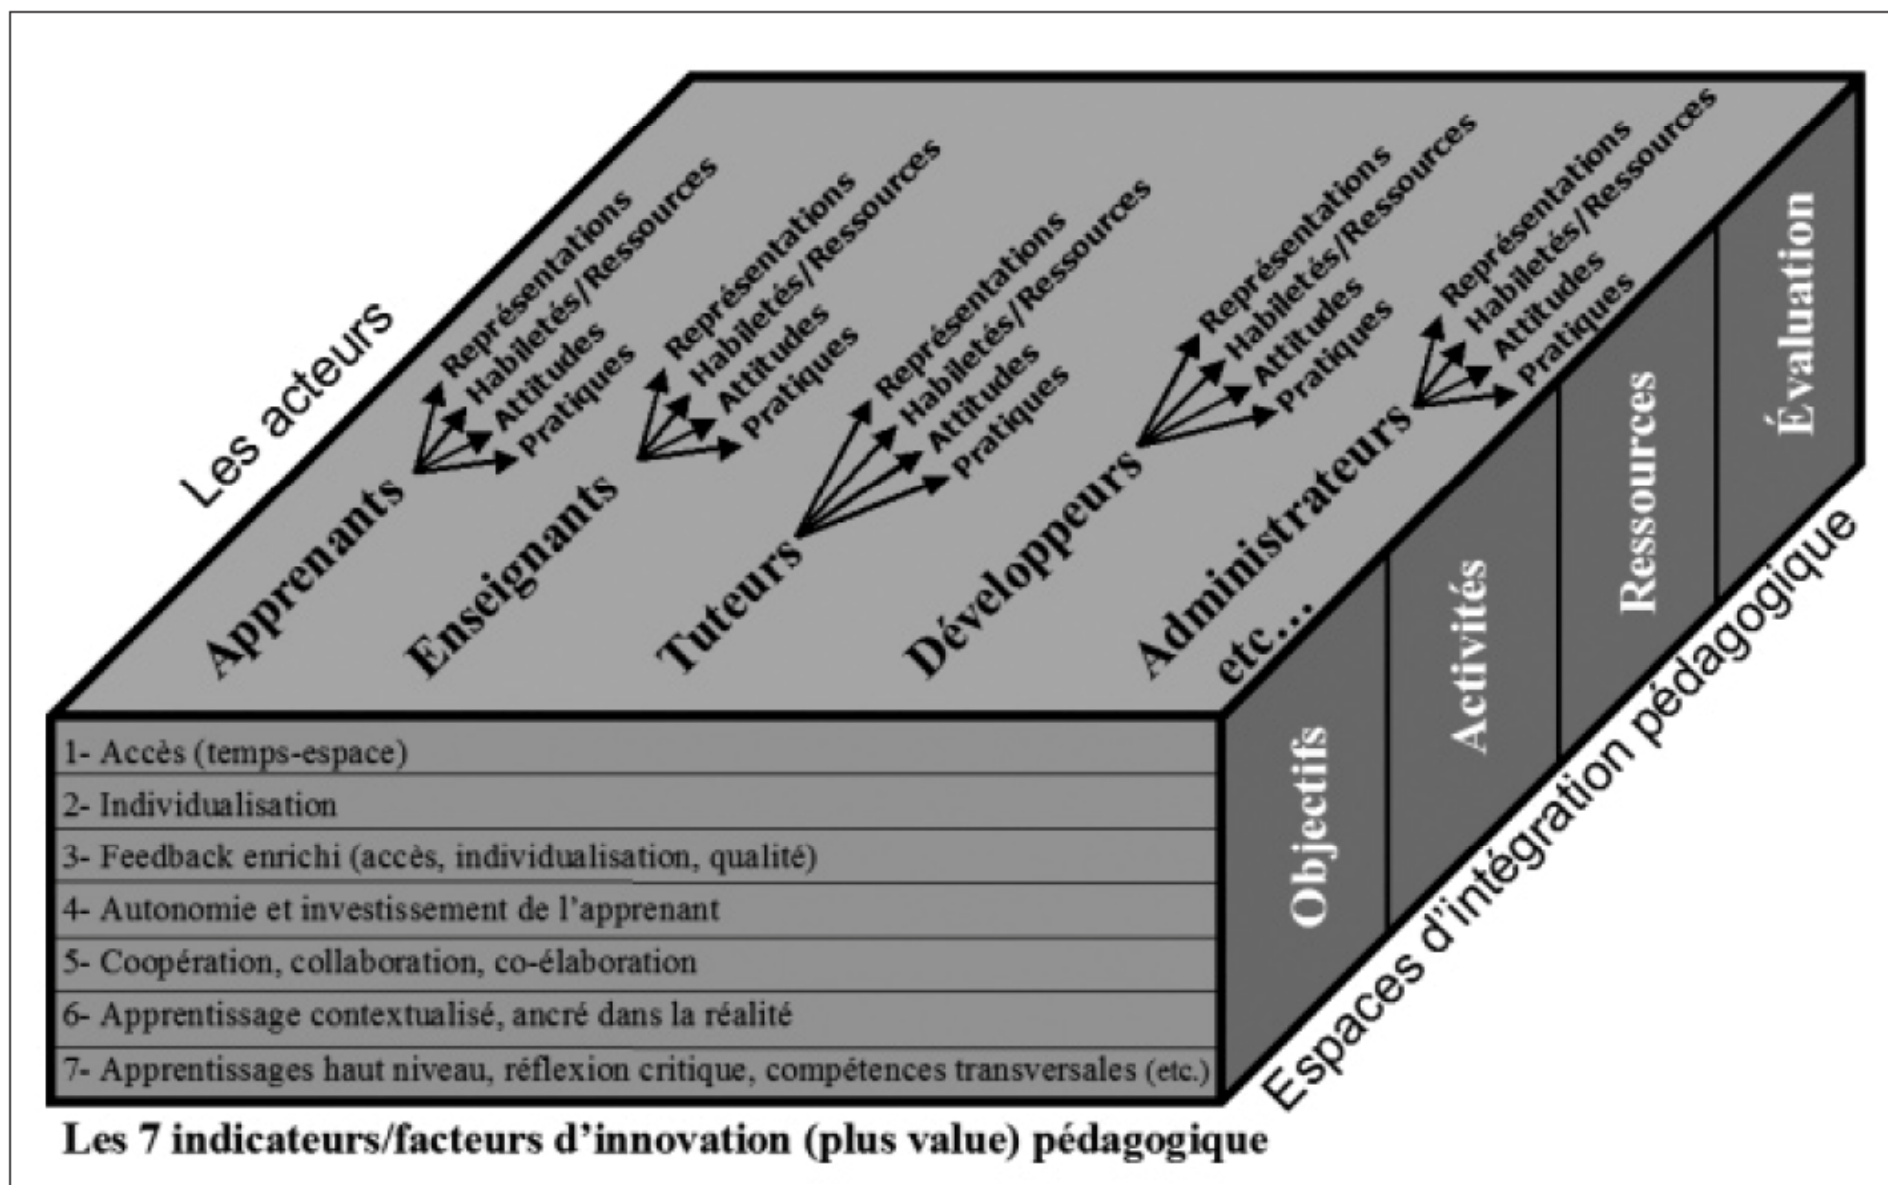 Les acteurs
Apprenants
Représentations
Habiletés/Ressources
Attitudes
Pratiques
Enseignants
Représentations
Habiletés/Ressources
Attitudes
Pratiques
Tuteurs
Représentations
Habiletés/Ressources
Attitudes
Pratiques
Développeurs
Représentations
Habiletés/Ressources
Attitudes
Pratiques
Administrateurs
Représentations
Habiletés/Ressources
Attitudes
Pratiques
etc...
1- Accès (temps-espace)
2- Individualisation
3- Feedback enrichi (accès, individualisation, qualité)
4- Autonomie et investissement de l’apprenant
5- Coopération, collaboration, co-élaboration
6- Apprentissage contextualisé, ancré dans la réalité
7- Apprentissages haut niveau, réflexion critique, compétences transversales (etc.)
Les 7 indicateurs/facteurs d’innovation (plus value) pédagogique
Objectifs
Activités
Ressources
Évaluation
Espaces d’intégration pédagogique